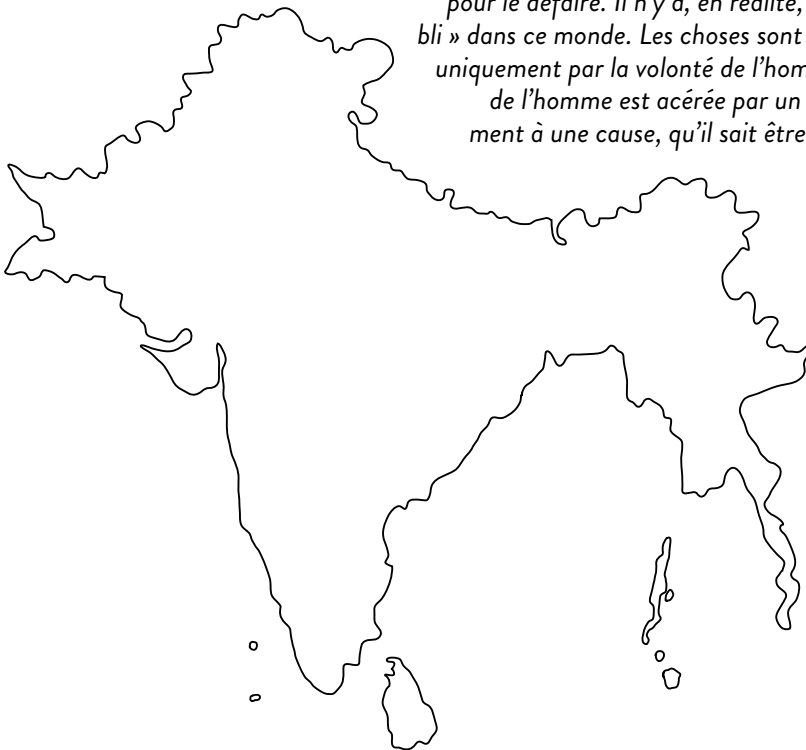 pour le défaire. Il n'y a, en réalité,
bli » dans ce monde. Les choses sont
uniquement par la volonté de l'hom
de l'homme est acérée par un
ment à une cause, qu'il sait être